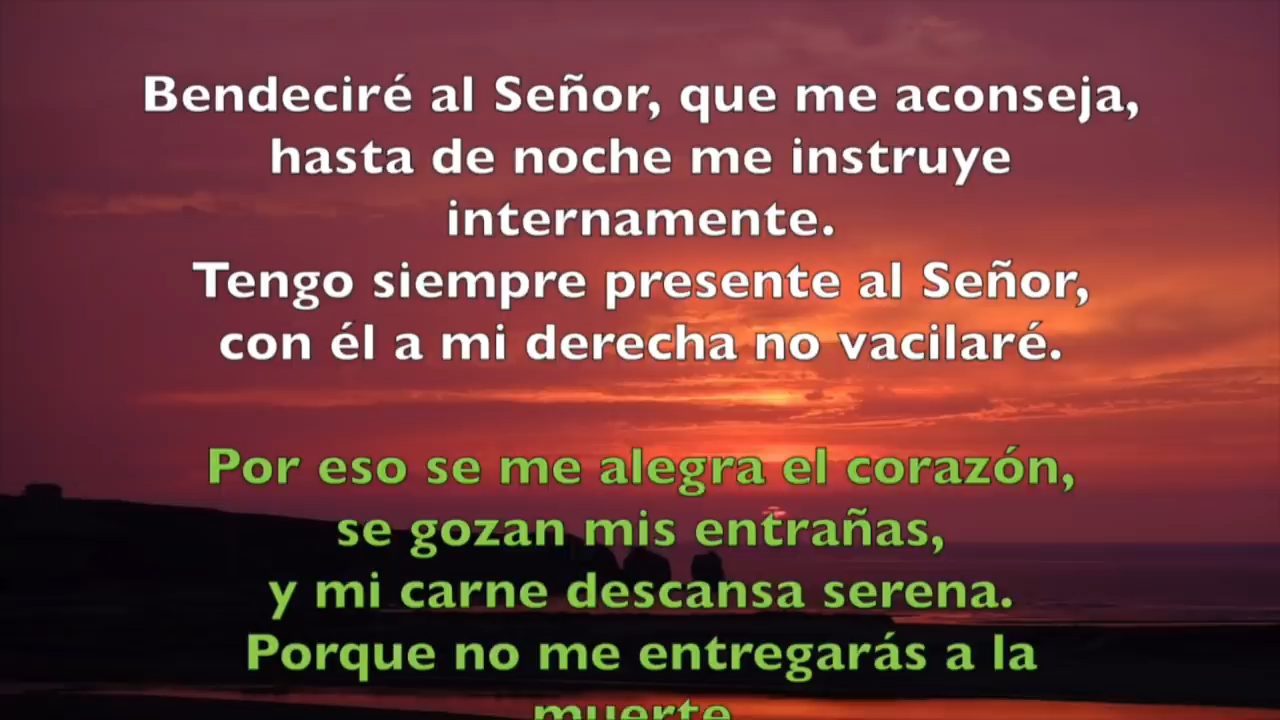 Bendeciré al Señor, que me aconseja,
hasta de noche me instruye
internamente.
Tengo siempre presente al Señor,
con él a mi derecha no vacilaré.
Por eso se me alegra el corazón,
se gozan mis entrañas,
y mi carne descansa serena.
Porque no me entregarás a la
muerte